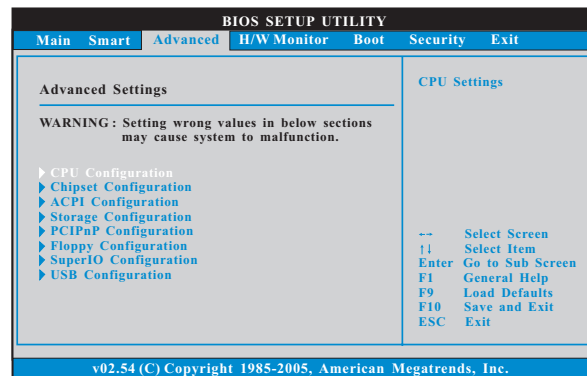 BIOS SETUP UTILITY
Main Smart Advanced H/W Monitor Boot Security Exit
Advanced Settings
WARNING : Setting wrong values in below sections
may cause system to malfunction.
CPU Configuration
Chipset Configuration
ACPI Configuration
Storage Configuration
PCIPnP Configuration
Floppy Configuration
SuperIO Configuration
USB Configuration
CPU Settings
←→ Select Screen
↑↓ Select Item
Enter Go to Sub Screen
F1 General Help
F9 Load Defaults
F10 Save and Exit
ESC Exit
v02.54 (C) Copyright 1985-2005, American Megatrends, Inc.